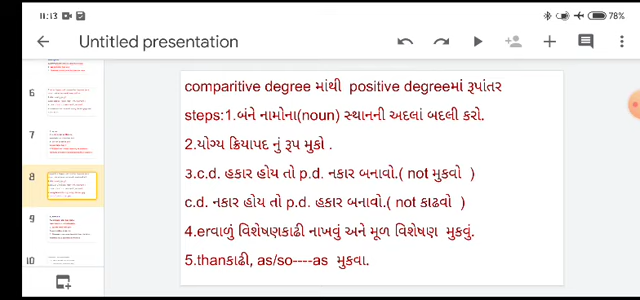 11:13
78%
Untitled presentation
comparitive degree માંથી positive degreeમાં રૂપાંતર
steps:1.બંને નામોના(noun) સ્થાનની અદલાં બદલી કરો.
2.યોગ્ય ક્રિયાપદ નું રૂપ મુકો .
3.c.d. હકાર હોય તો p.d. નકાર બનાવો.( not મુકવો )
c.d. નકાર હોય તો p.d. હકાર બનાવો.( not કાઢવો )
4.erવાળું વિશેષણકાઢી નાખવું અને મૂળ વિશેષણ મુકવું.
5.thanકાઢી, as/so----as મુકવા.
6
7
8
9
10